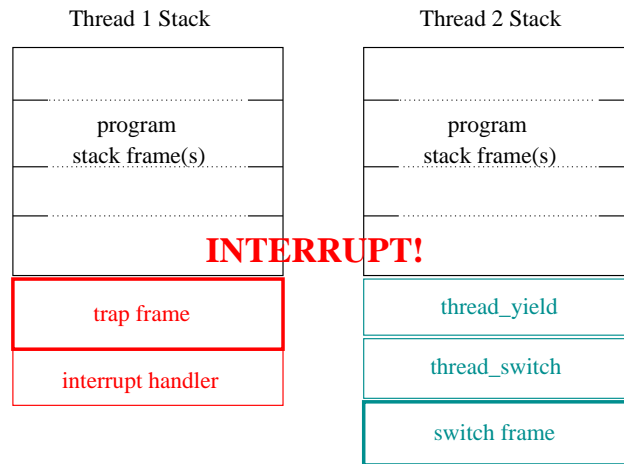 Thread 1 Stack
Thread 2 Stack
program
stack frame(s)
program
stack frame(s)
INTERRUPT!
trap frame
interrupt handler
thread_yield
thread_switch
switch frame